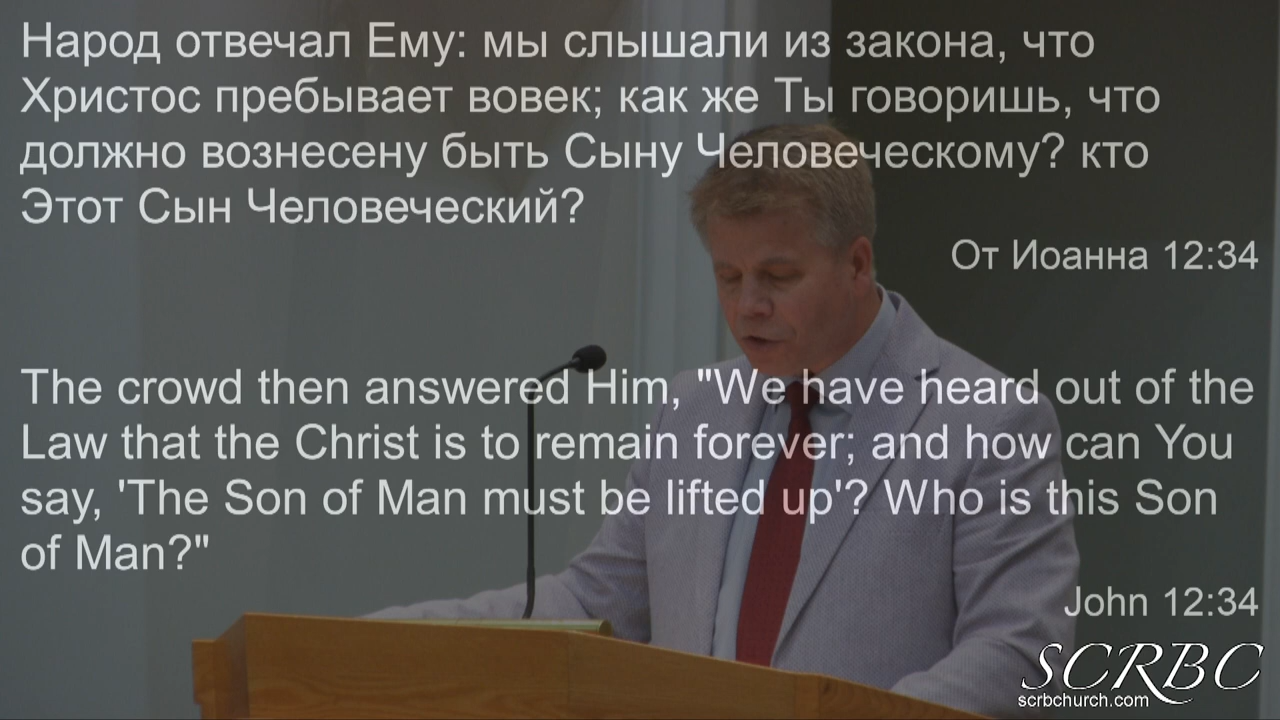 Народ отвечал Ему: мы слышали из закона, что
Христос пребывает вовек; как же Ты говоришь, что
должно вознесену быть Сыну Человеческому? кто
Этот Сын Человеческий?
От Иоанна 12:34
The crowd then answered Him, "We have heard out of the
Law that the Christ is to remain forever; and how can You
say, 'The Son of Man must be lifted up'? Who is this Son
of Man?"
John 12:34
SCRBC
scrbchurch.com